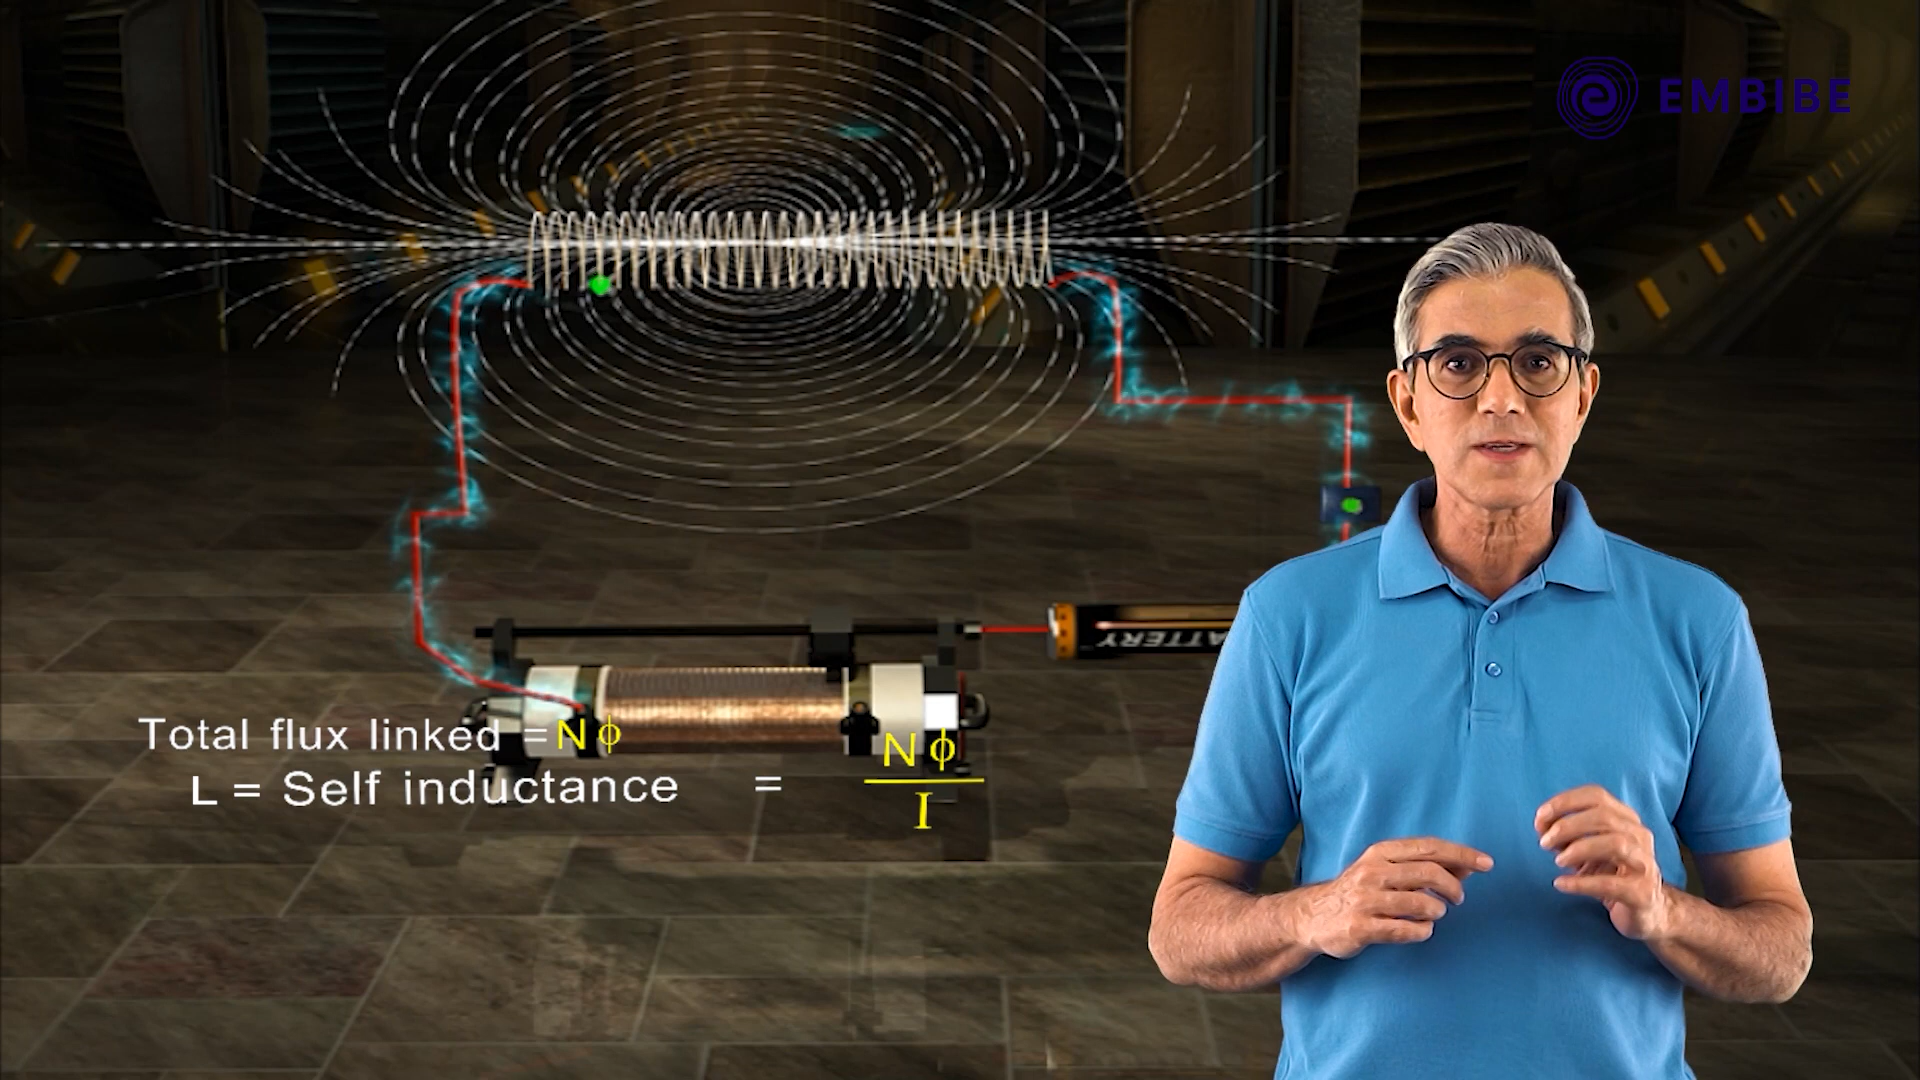 EMBIBE
BATTERY
Total flux linked = Nϕ
L = Self inductance = Nϕ
I